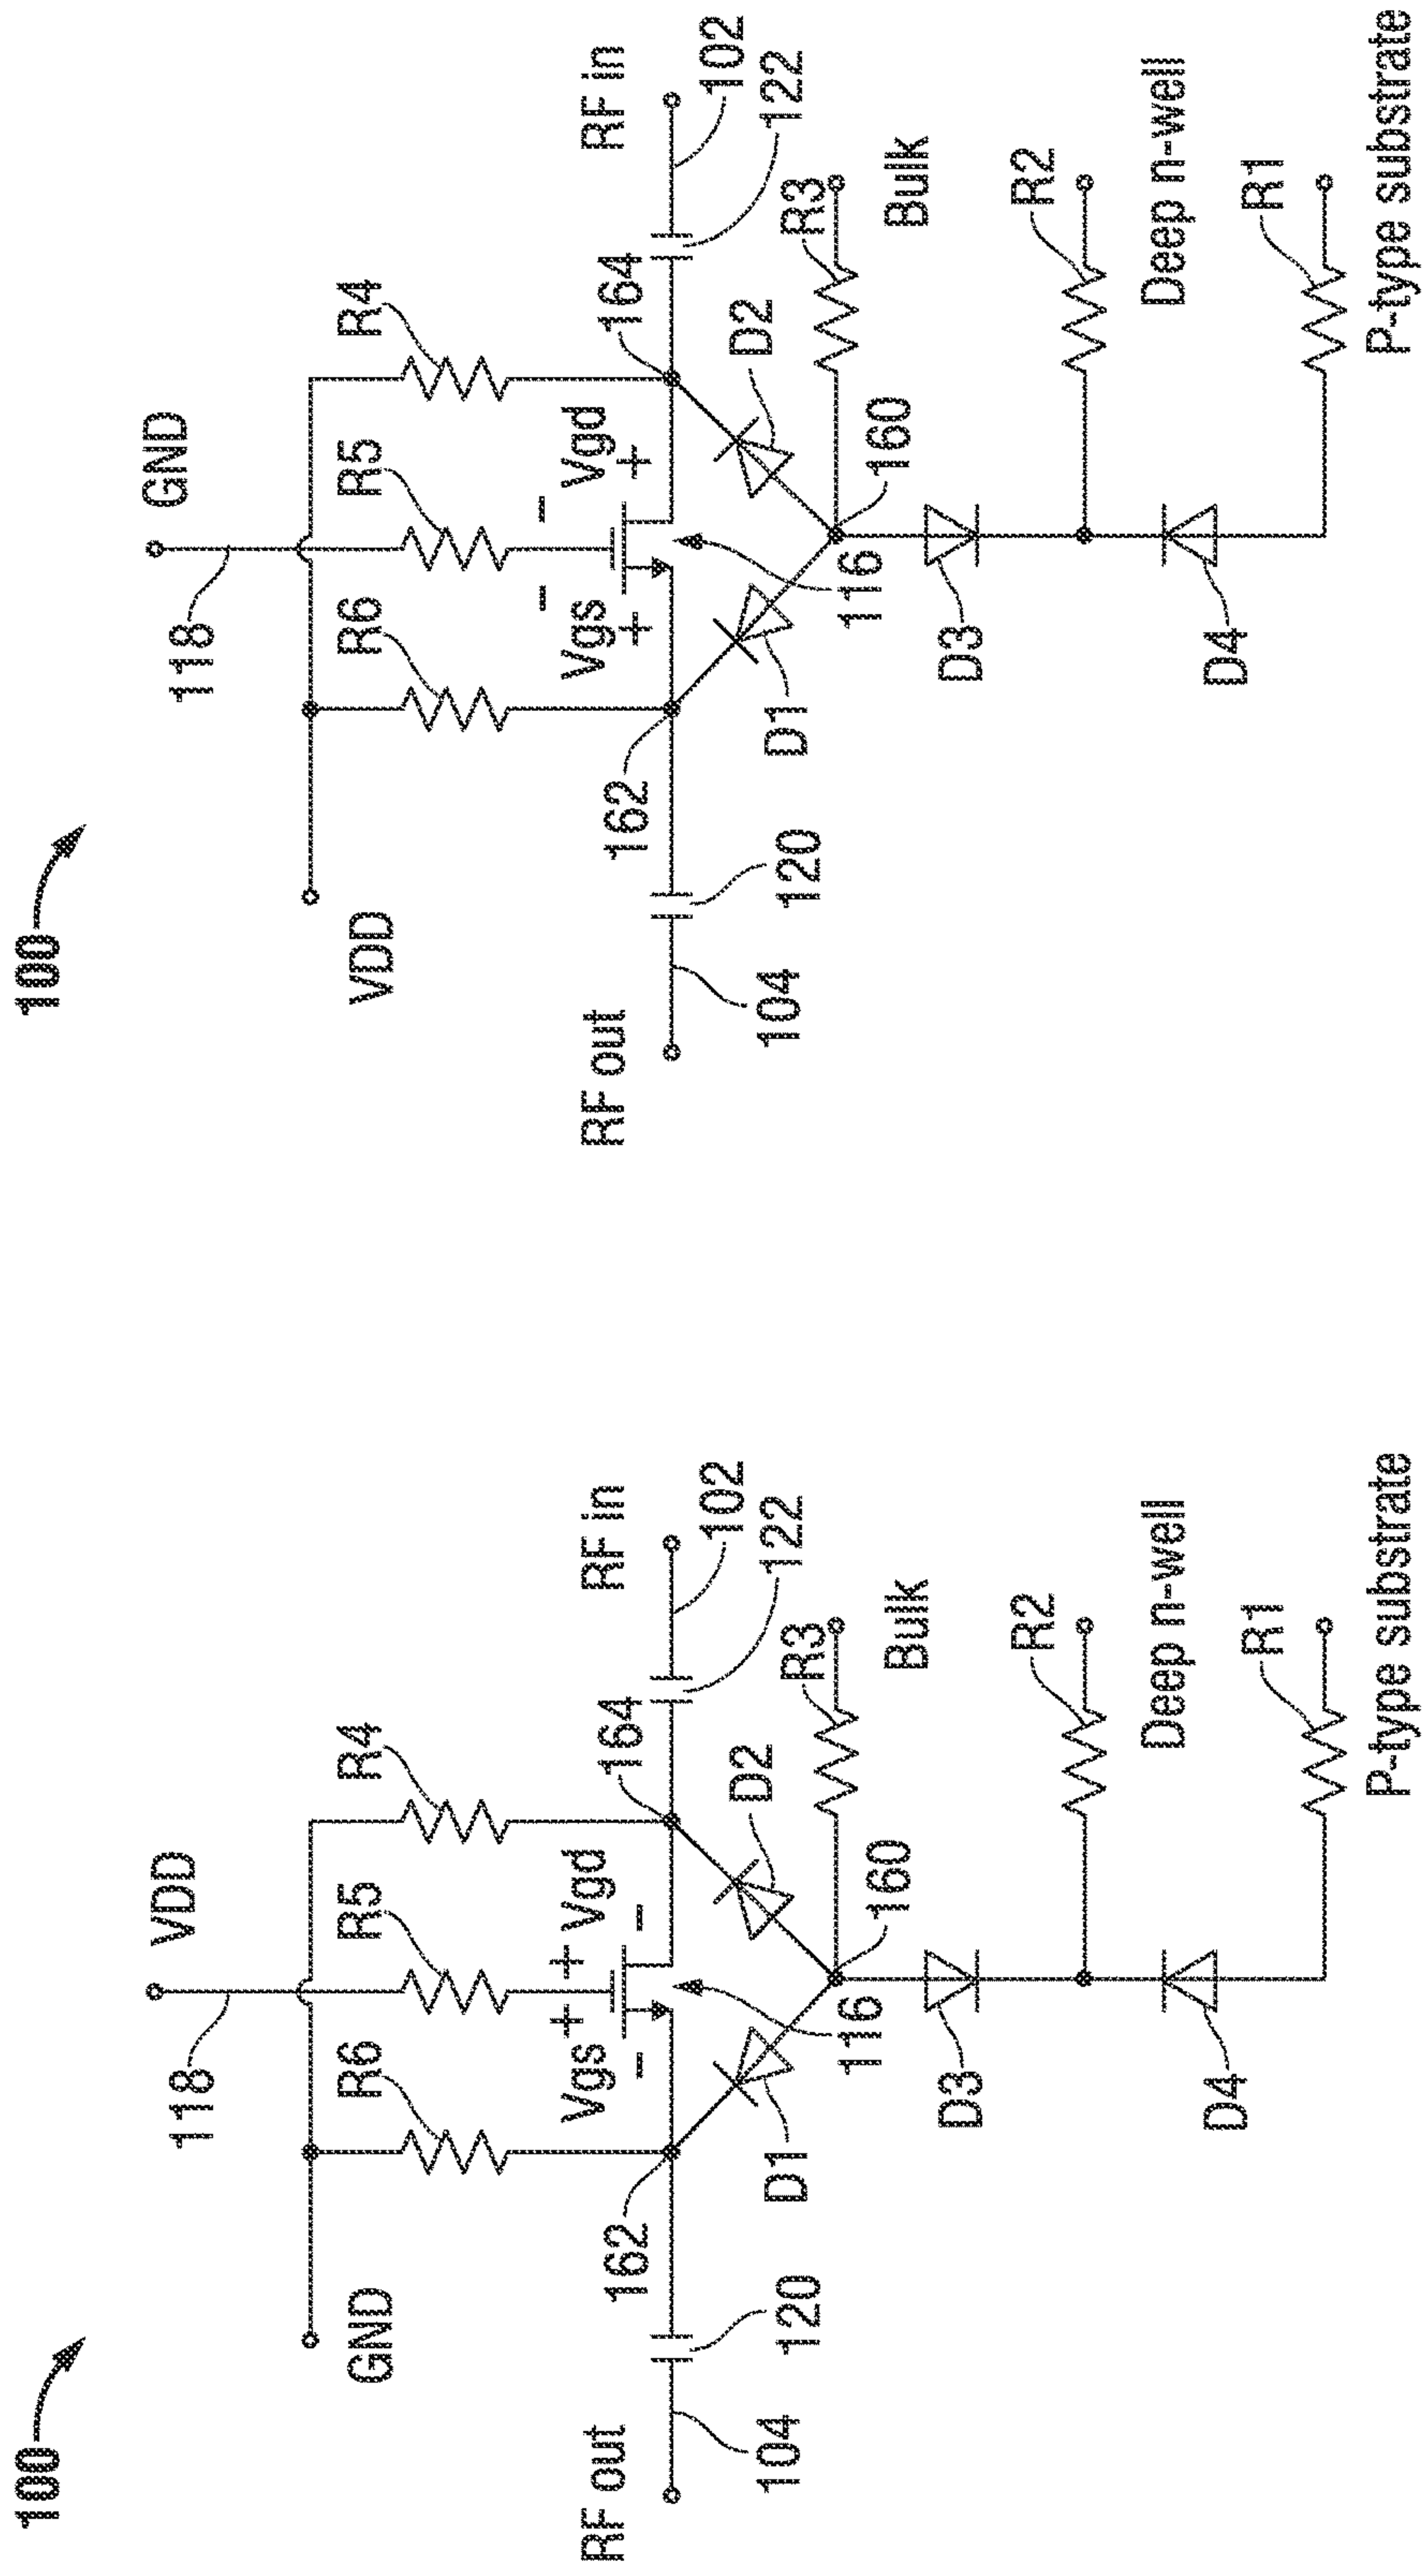 100
VDD
118
GND
R6
R5
R4
Vgs
+
+
Vgd
-
-
RF out
162
164
RF in
104
120
D1
D2
102
122
116
160
R3
Bulk
D3
R2
Deep n-well
D4
R1
P-type substrate
100
GND
118
VDD
R6
R5
R4
Vgs
-
-
Vgd
+
+
RF out
162
164
RF in
104
120
D1
D2
102
122
116
160
R3
Bulk
D3
R2
Deep n-well
D4
R1
P-type substrate